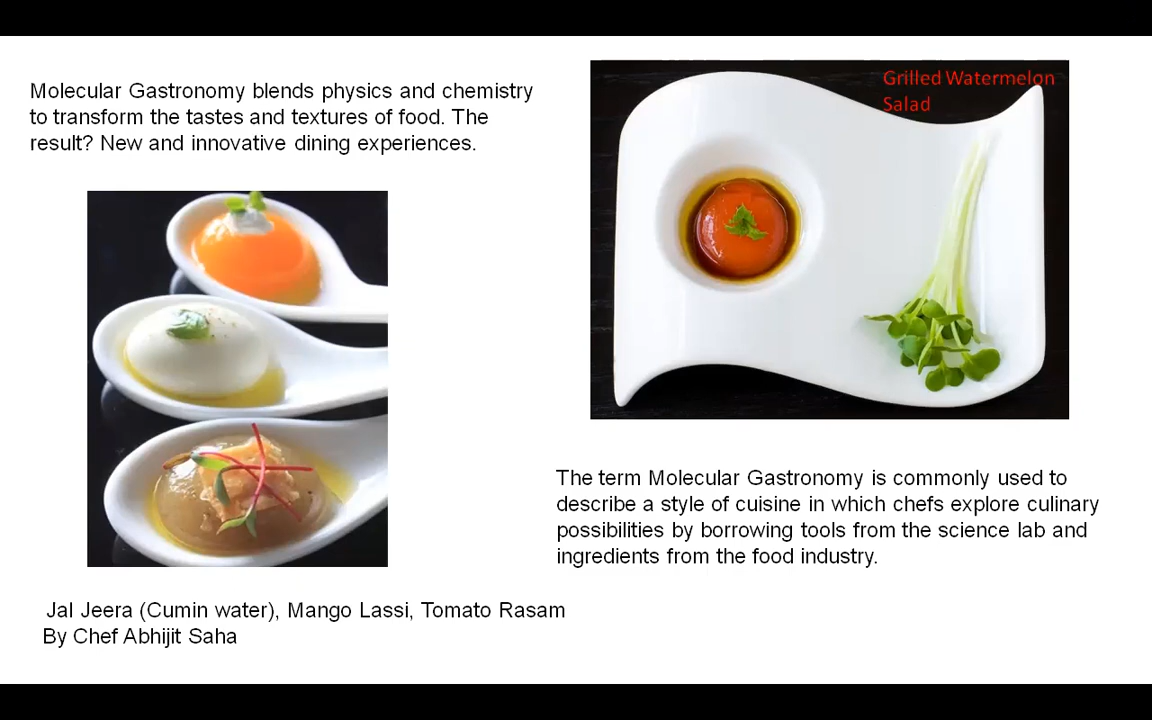 Molecular Gastronomy blends physics and chemistry
to transform the tastes and textures of food. The
result? New and innovative dining experiences.
Grilled Watermelon
Salad
The term Molecular Gastronomy is commonly used to
describe a style of cuisine in which chefs explore culinary
possibilities by borrowing tools from the science lab and
ingredients from the food industry.
Jal Jeera (Cumin water), Mango Lassi, Tomato Rasam
By Chef Abhijit Saha